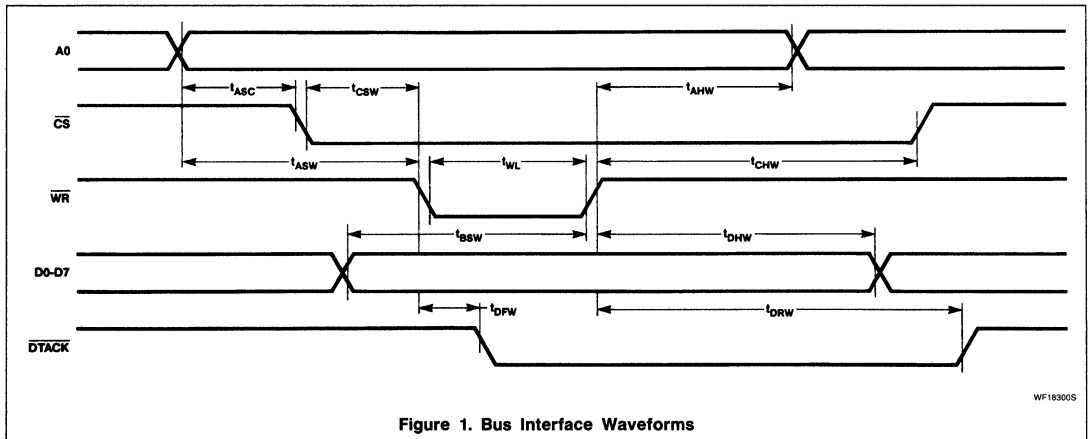 A0
tASC
tCSW
tAHW
CS
tASW
tWL
tCHW
WR
tBSW
tDHW
D0-D7
tDFW
tDRW
DTACK
WF18300S
Figure 1. Bus Interface Waveforms